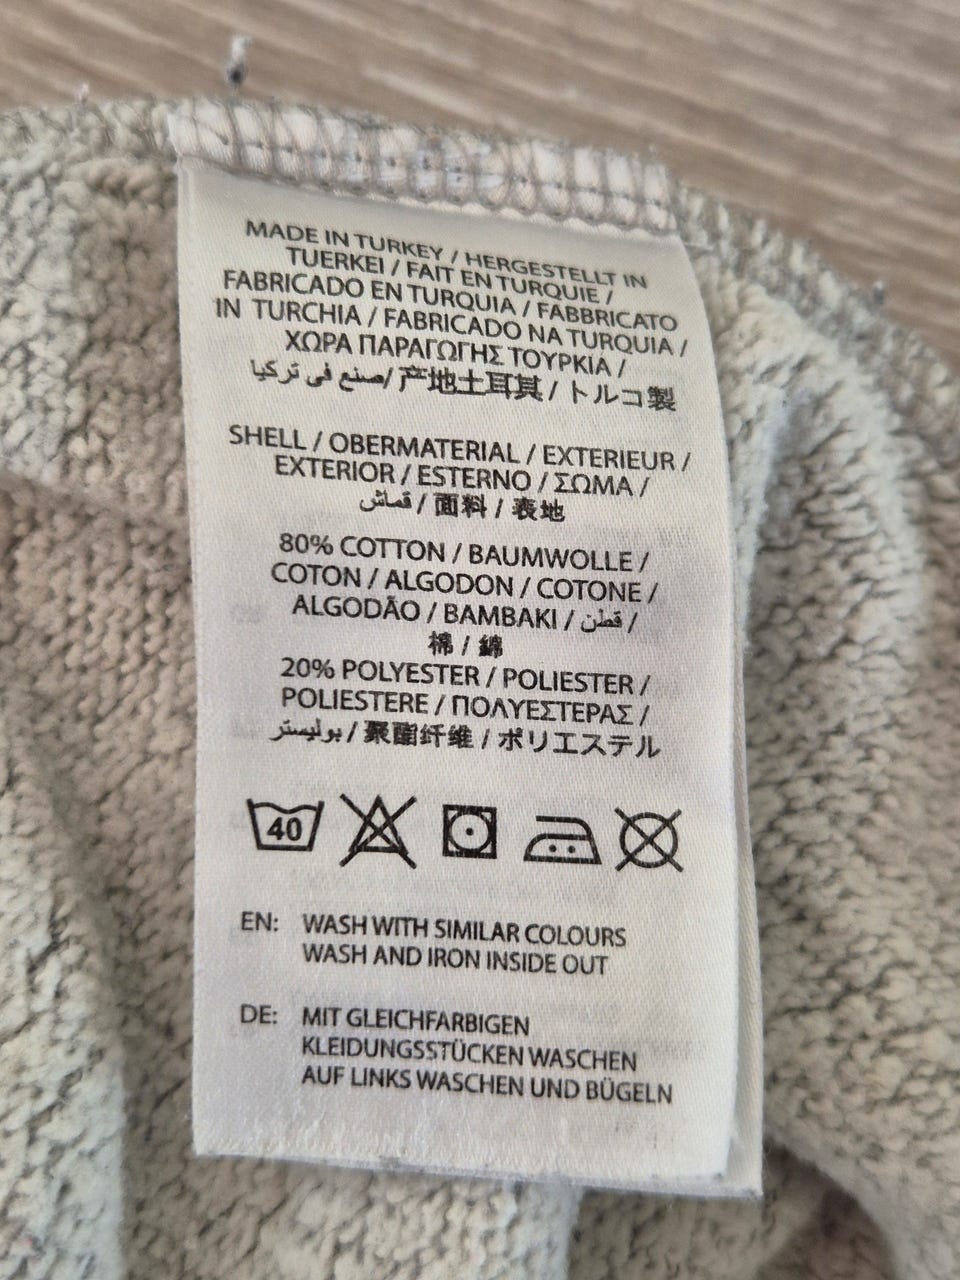 MADE IN TURKEY / HERGESTELLT IN
TUERKEI / FAIT EN TURQUIE /
FABRICADO EN TURQUIA / FABBRICATO
IN TURCHIA / FABRICADO NA TURQUIA /
ΧΩΡΑ ΠΑΡΑΓΩΓΗΣ ΤΟΥΡΚΙΑ /
صنع في تركيا / 产地土耳其 / トルコ製
SHELL / OBERMATERIAL / EXTERIEUR /
EXTERIOR / ESTERNO / ΣΩΜΑ /
قماش / 面料 / 表地
80% COTTON / BAUMWOLLE /
COTON / ALGODON / COTONE /
ALGODÃO / BAMBAKI / قطن /
棉 / 綿
20% POLYESTER / POLIESTER /
POLIESTERE / ΠΟΛΥΕΣΤΕΡΑΣ /
بوليستر / 聚酯纤维 / ポリエステル
40
EN: WASH WITH SIMILAR COLOURS
WASH AND IRON INSIDE OUT
DE: MIT GLEICHFARBIGEN
KLEIDUNGSSTÜCKEN WASCHEN
AUF LINKS WASCHEN UND BÜGELN